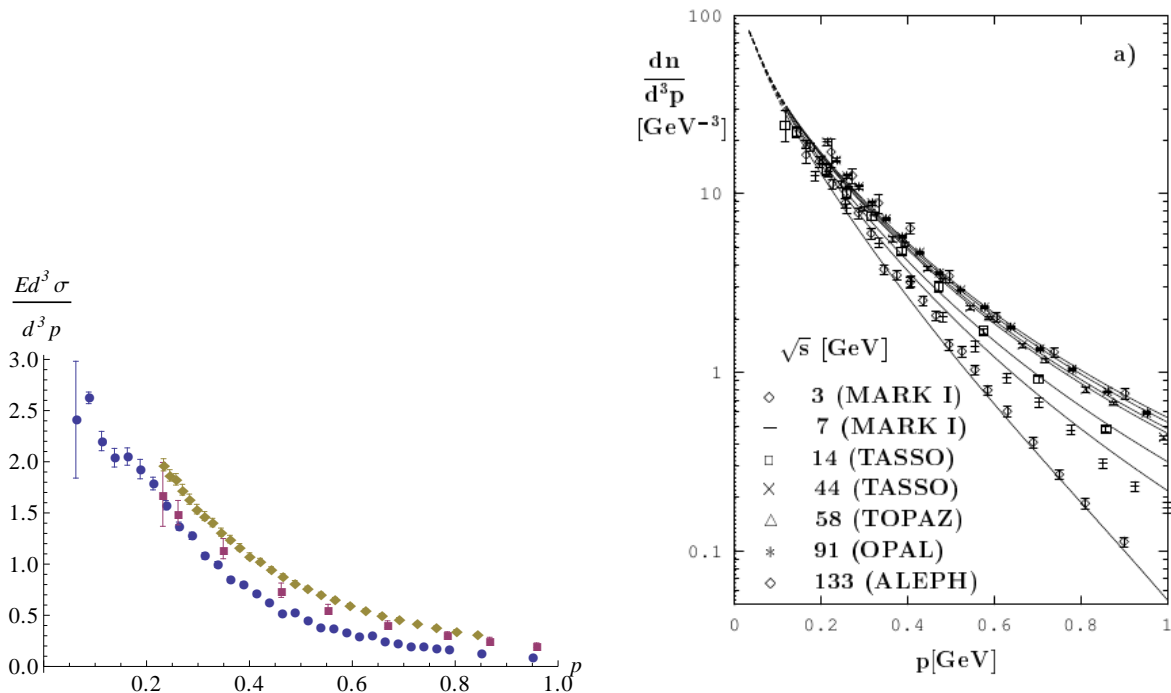 E d³ σ
d³ p
3.0
2.5
2.0
1.5
1.0
0.5
0.0
0.2
0.4
0.6
0.8
1.0
p
100
10
1
0.1
dn
d³p
[GeV⁻³]
a)
√s [GeV]
3 (MARK I)
7 (MARK I)
14 (TASSO)
44 (TASSO)
58 (TOPAZ)
91 (OPAL)
133 (ALEPH)
0
0.2
0.4
0.6
0.8
1
p[GeV]